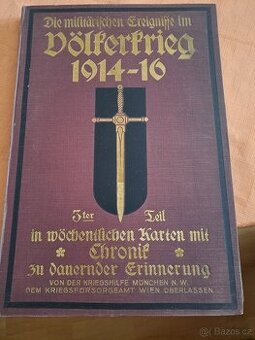 Die militärischen Ereignisse im
Völkerkrieg
1914-16
3ter Teil
in wöchentlichen Karten mit
Chronik
zu dauernder Erinnerung
VON DER KRIEGSHILFE MÜNCHEN N.W.
DEM KRIEGSFÜRSORGEAMT WIEN ÜBERLASSEN
bazos.cz